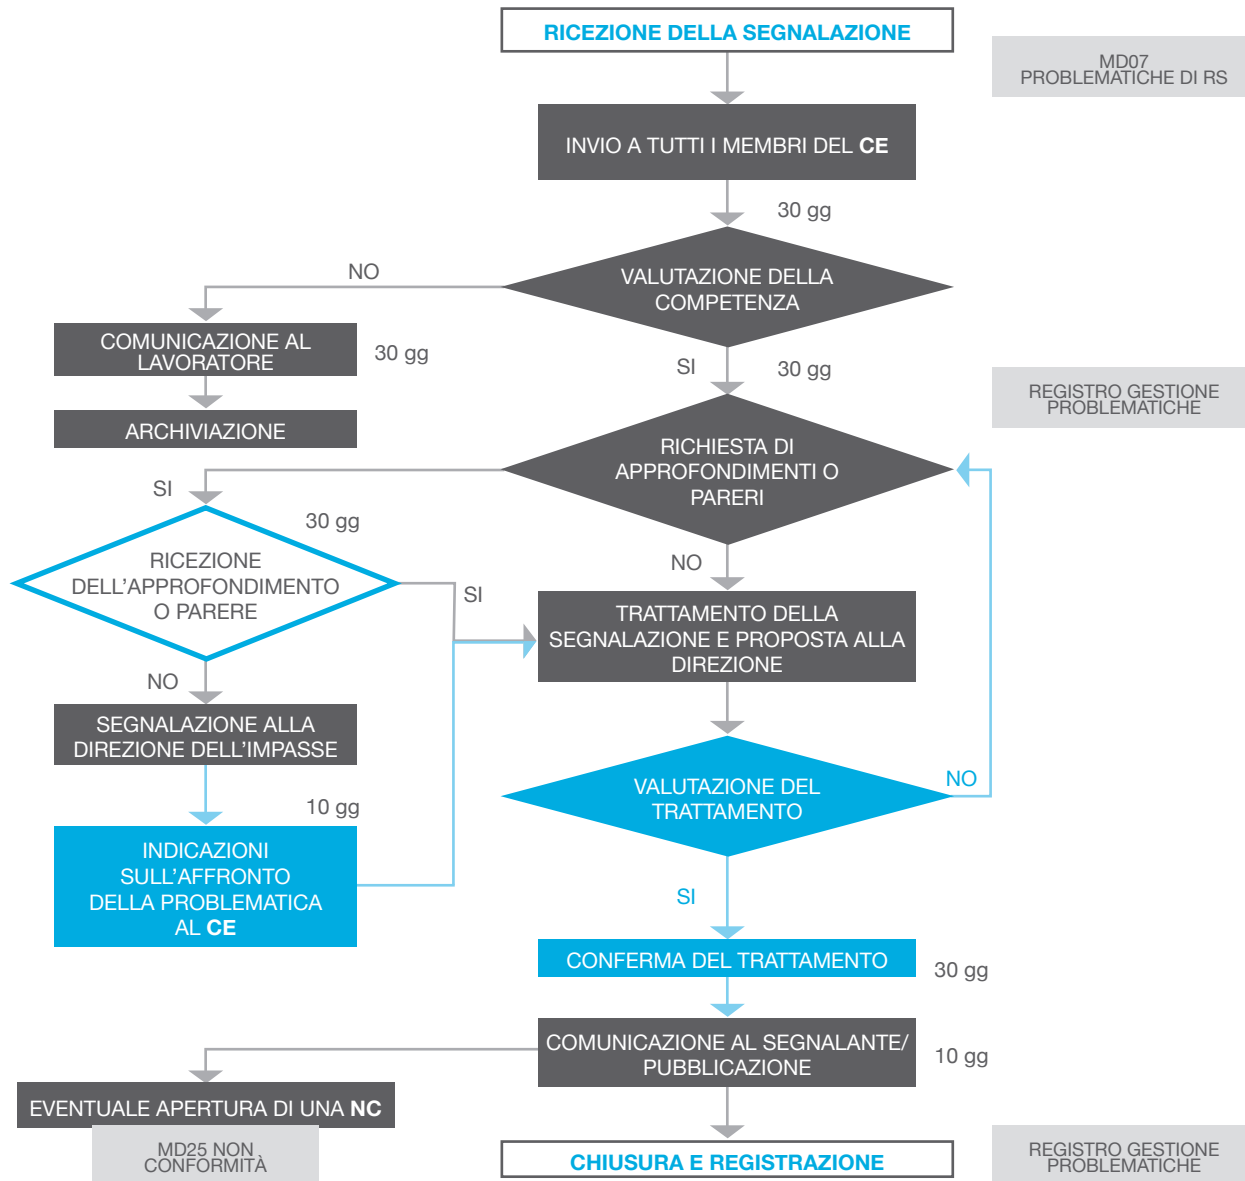 RICEZIONE DELLA SEGNALAZIONE
MD07
PROBLEMATICHE DI RS
INVIO A TUTTI I MEMBRI DEL CE
30 gg
VALUTAZIONE DELLA
COMPETENZA
NO
COMUNICAZIONE AL
LAVORATORE
30 gg
ARCHIVIAZIONE
SI
30 gg
REGISTRO GESTIONE
PROBLEMATICHE
RICHIESTA DI
APPROFONDIMENTI O
PARERI
SI
30 gg
RICEZIONE
DELL'APPROFONDIMENTO
O PARERE
SI
NO
TRATTAMENTO DELLA
SEGNALAZIONE E PROPOSTA ALLA
DIREZIONE
NO
SEGNALAZIONE ALLA
DIREZIONE DELL'IMPASSE
VALUTAZIONE DEL
TRATTAMENTO
NO
10 gg
INDICAZIONI
SULL'AFFRONTO
DELLA PROBLEMATICA
AL CE
SI
CONFERMA DEL TRATTAMENTO
30 gg
COMUNICAZIONE AL SEGNALANTE/
PUBBLICAZIONE
10 gg
EVENTUALE APERTURA DI UNA NC
MD25 NON
CONFORMITÀ
CHIUSURA E REGISTRAZIONE
REGISTRO GESTIONE
PROBLEMATICHE